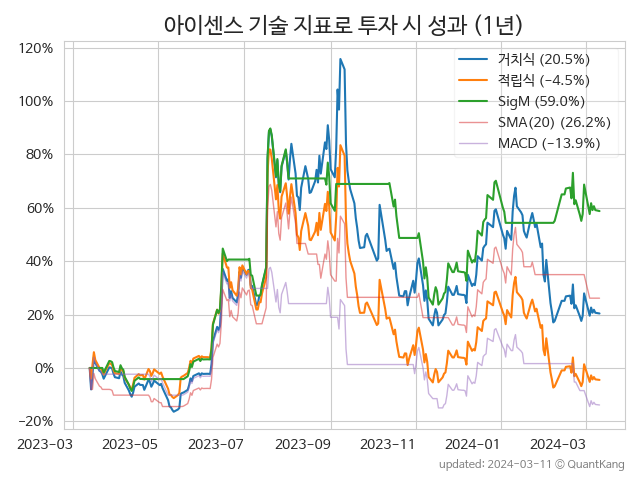 아이센스 기술 지표로 투자 시 성과 (1년)
120%
100%
80%
60%
40%
20%
0%
−20%
거치식 (20.5%)
적립식 (−4.5%)
SigM (59.0%)
SMA(20) (26.2%)
MACD (−13.9%)
2023-03 2023-05 2023-07 2023-09 2023-11 2024-01 2024-03
updated: 2024-03-11 © QuantKang